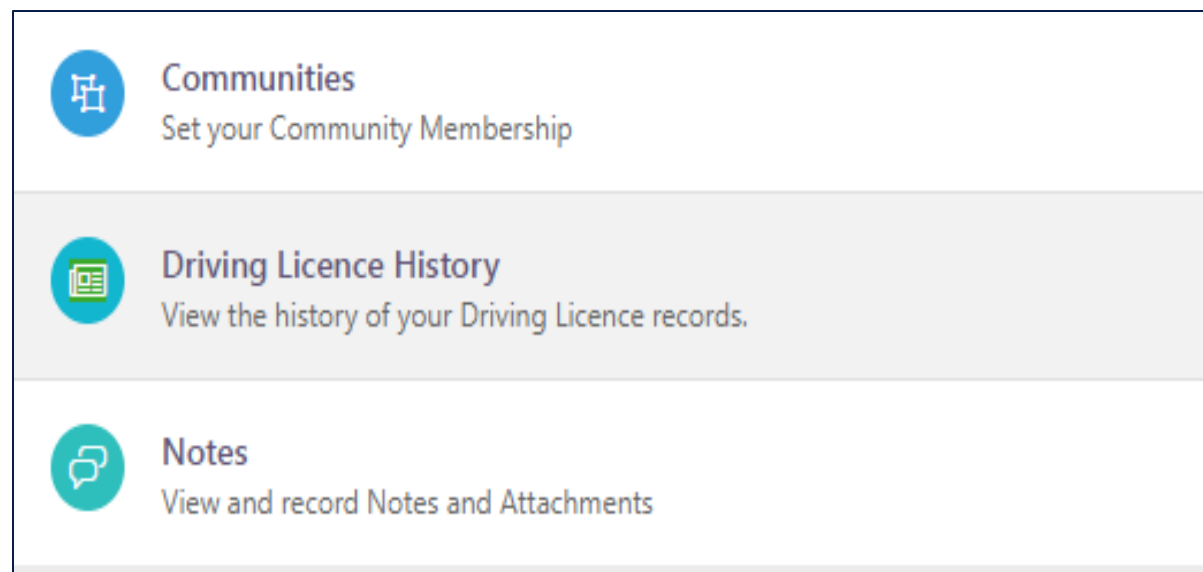 Communities
Set your Community Membership
Driving Licence History
View the history of your Driving Licence records.
Notes
View and record Notes and Attachments